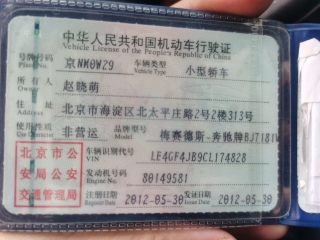 中华人民共和国机动车行驶证
Vehicle License of the People's Republic of China
号牌号码 京NM0W29 车辆类型 小型轿车
Plate No. Vehicle Type
所有人 赵晓萌
Owner
住址 北京市海淀区北太平庄路2号2楼313号
Address
使用性质 非营运 品牌型号 梅赛德斯-奔驰牌BJ7181
Use Character Model
北京市公 车辆识别代号 LE4GF4JB9CL174828
VIN
安局公安 发动机号码 80149581
Engine No.
交通管理局 注册日期 2012-05-30 发证日期 2012-05-30
Register Date Issue Date